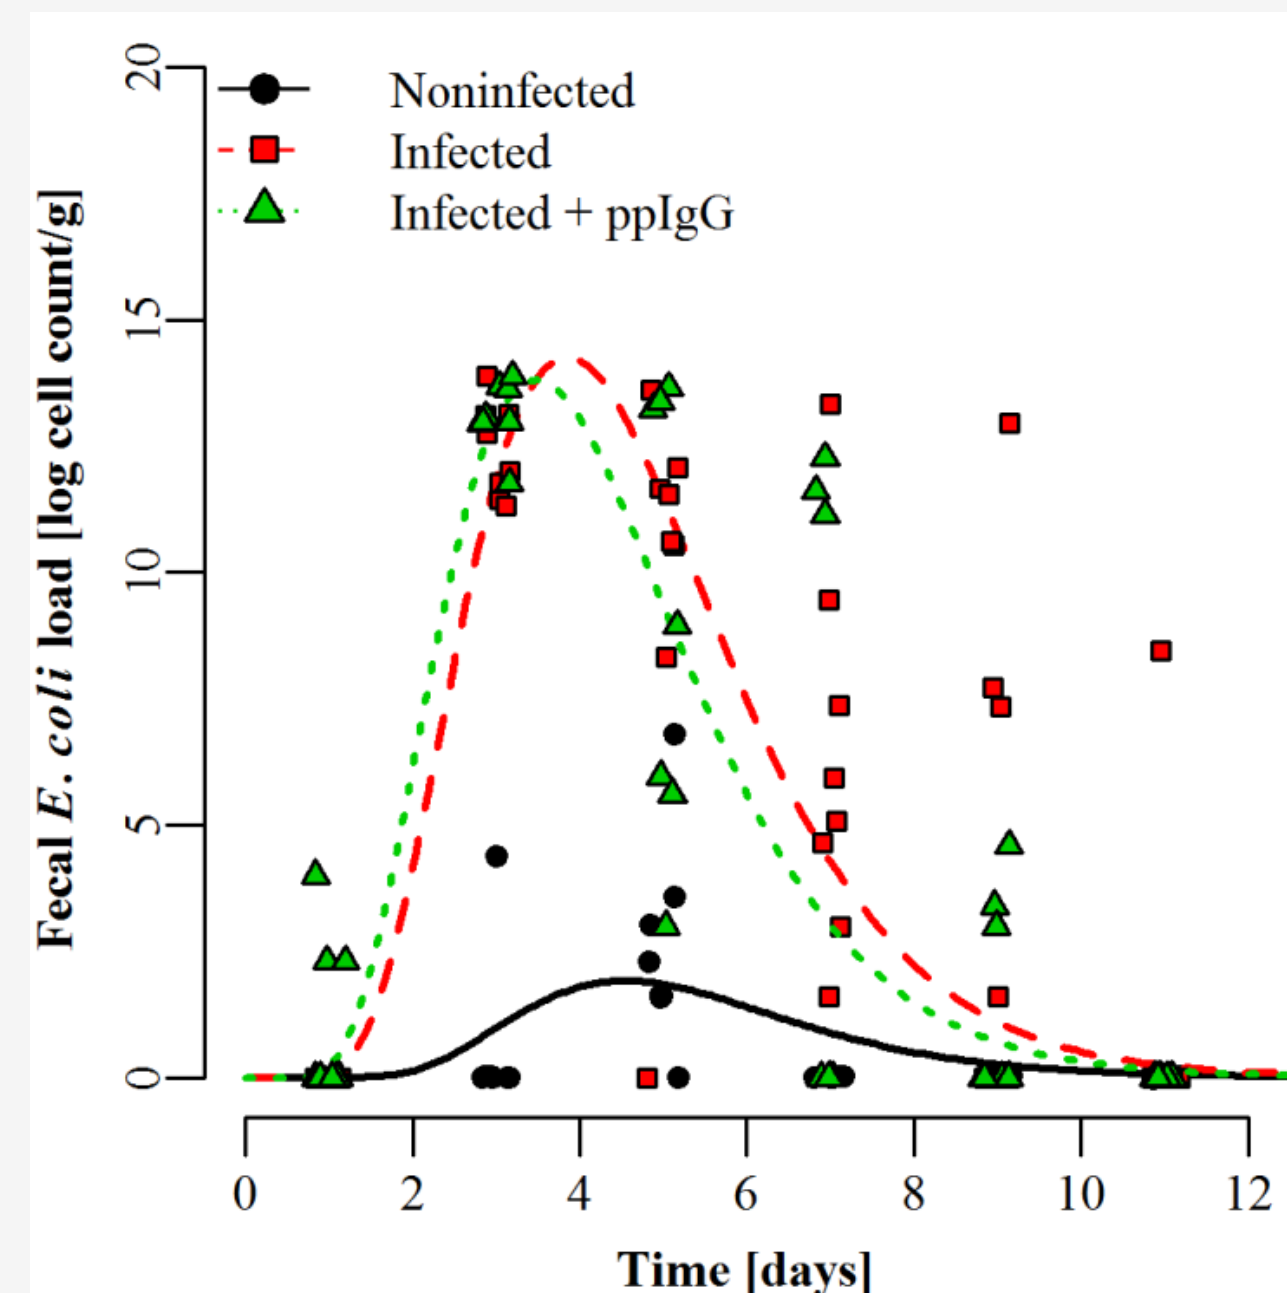 20
15
10
5
0
Fecal E. coli load [log cell count/g]
Noninfected
Infected
Infected + ppIgG
0 2 4 6 8 10 12
Time [days]